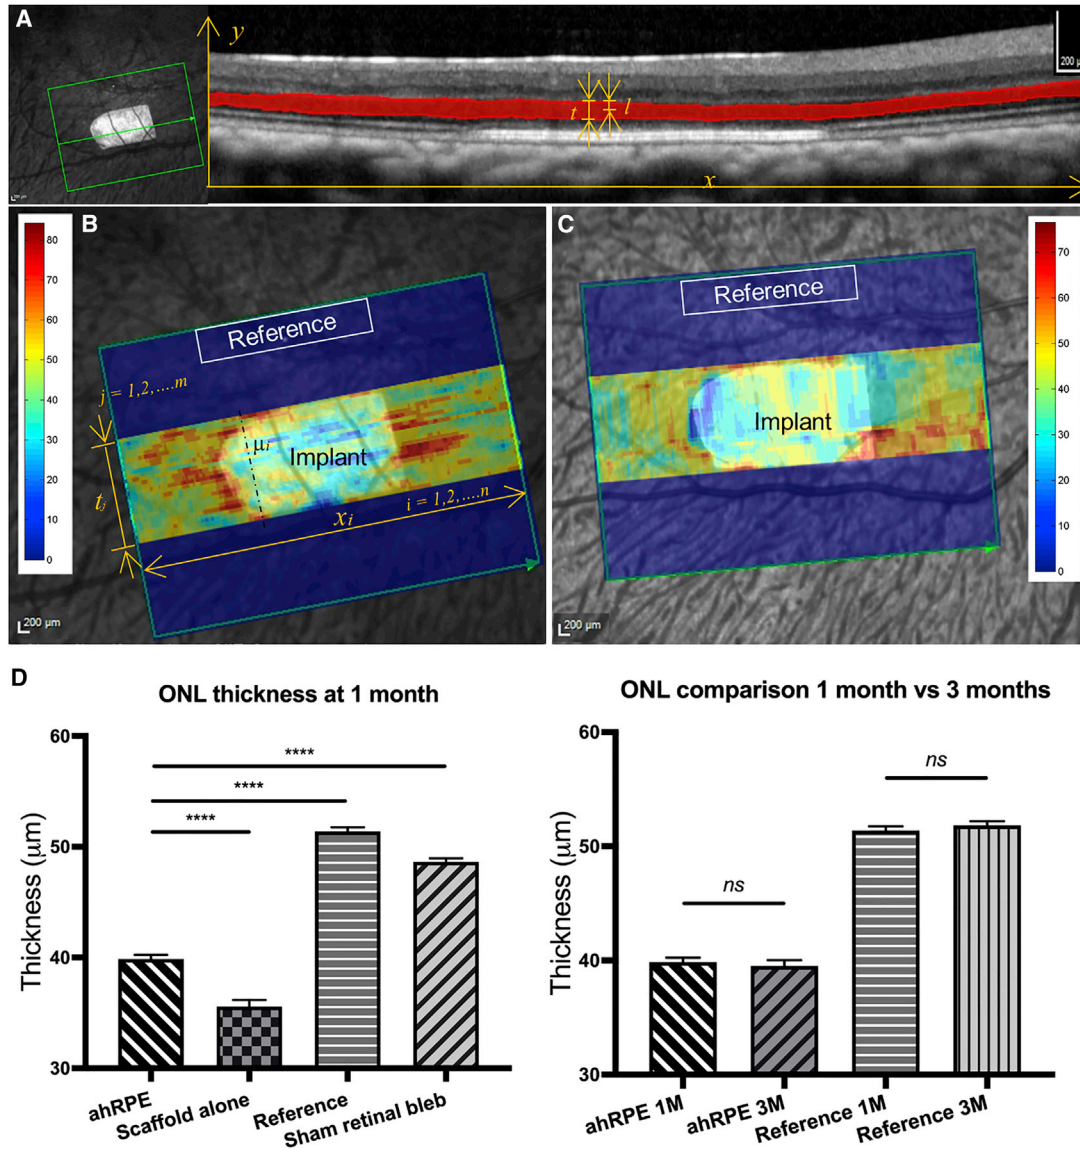 A
y
t
l
x
200 μ
200 μm
B
80
70
60
50
40
30
20
10
0
Reference
j = 1,2,....m
μi
Implant
tj
xi
i = 1,2,....n
200 μm
C
Reference
Implant
70
60
50
40
30
20
10
0
200 μm
D
ONL thickness at 1 month
Thickness (μm)
60
50
40
30
****
****
****
ahRPE
Scaffold alone
Reference
Sham retinal bleb
ONL comparison 1 month vs 3 months
Thickness (μm)
60
50
40
30
ns
ns
ahRPE 1M
ahRPE 3M
Reference 1M
Reference 3M